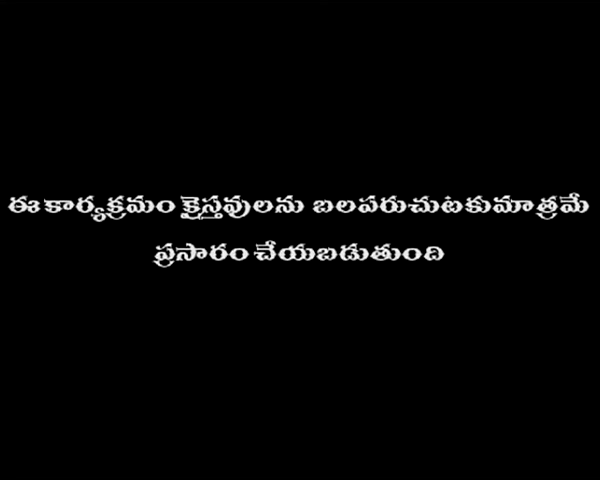 ఈ కార్యక్రమం క్రైస్తవులను బలపరుచుటకుమాత్రమే
ప్రసారం చేయబడుతుంది